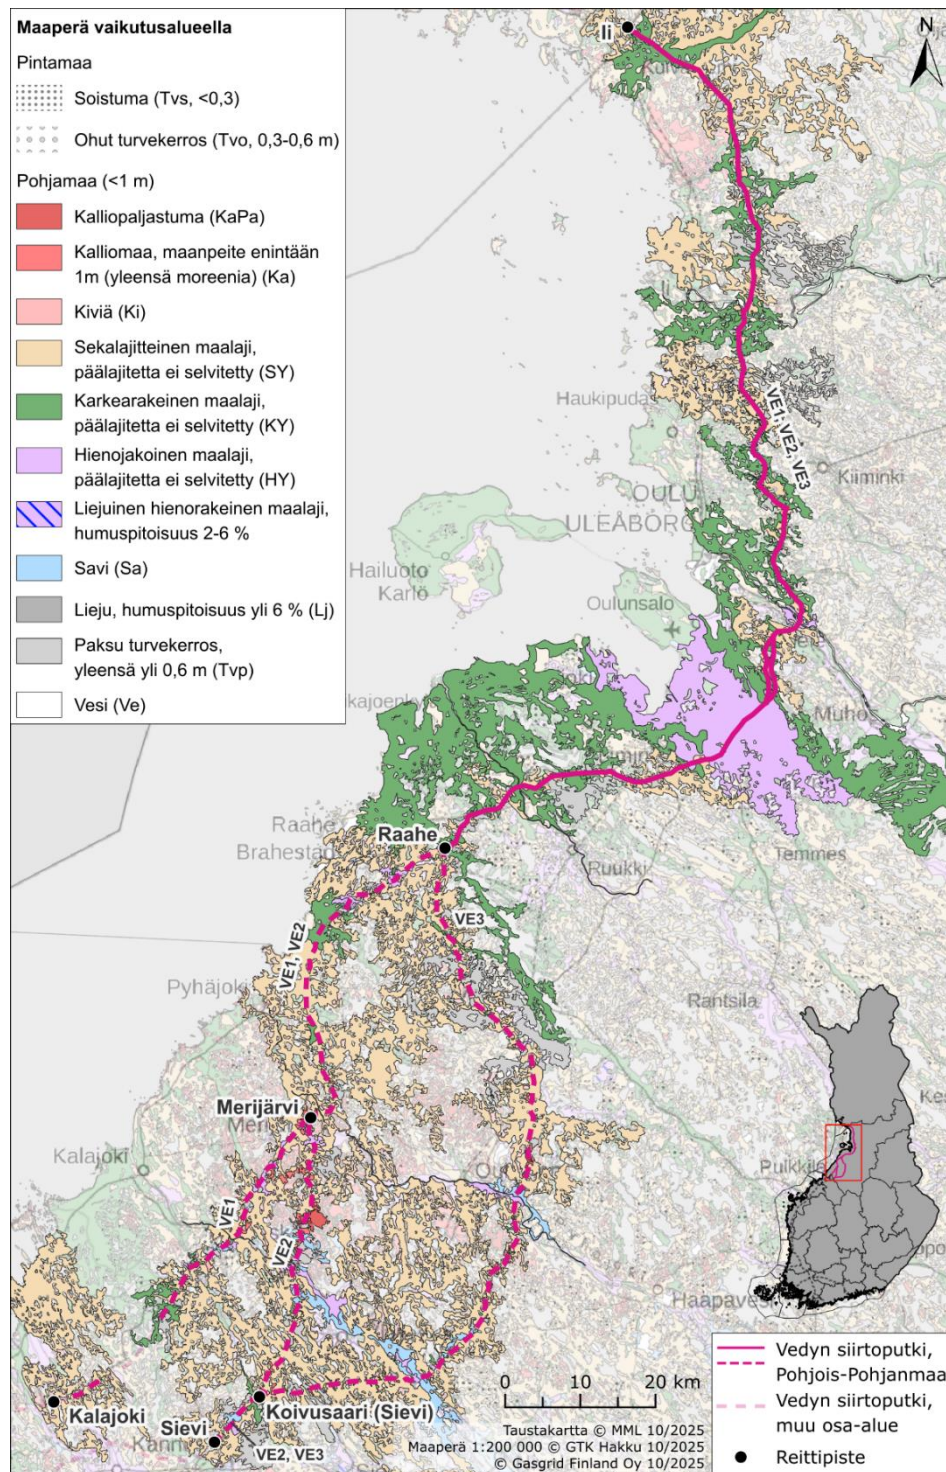 Maaperä vaikutusalueella
Pintamaa
Soistuma (Tvs, <0,3)
Ohut turvekerros (Tvo, 0,3-0,6 m)
Pohjamaa (<1 m)
Kalliopaljastuma (KaPa)
Kalliomaa, maanpeite enintään
1m (yleensä moreenia) (Ka)
Kiviä (Ki)
Sekalajitteinen maalaji,
päälajitetta ei selvitetty (SY)
Karkearakeinen maalaji,
päälajitetta ei selvitetty (KY)
Hienojakoinen maalaji,
päälajitetta ei selvitetty (HY)
Liejuinen hienorakeinen maalaji,
humuspitoisuus 2-6 %
Savi (Sa)
Lieju, humuspitoisuus yli 6 % (Lj)
Paksu turvekerros,
yleensä yli 0,6 m (Tvp)
Vesi (Ve)
N
Ii
Haukipudas
VE1, VE2, VE3
Kiiminki
OULU
ULEÅBORG
Hailuoto
Karlö
Oulunsalo
Muhos
Raahe
Brahestad
Raahe
Ruukki
Temmes
VE3
VE1, VE2
Pyhäjoki
Rantsila
Merijärvi
Kalajoki
VE1
VE2
Haapavesi
Kalajoki
Sievi
Koivusaari (Sievi)
VE2, VE3
0 10 20 km
Taustakartta © MML 10/2025
Maaperä 1:200 000 © GTK Hakku 10/2025
© Gasgrid Finland Oy 10/2025
Vedyn siirtoputki,
Pohjois-Pohjanmaa
Vedyn siirtoputki,
muu osa-alue
Reittipiste